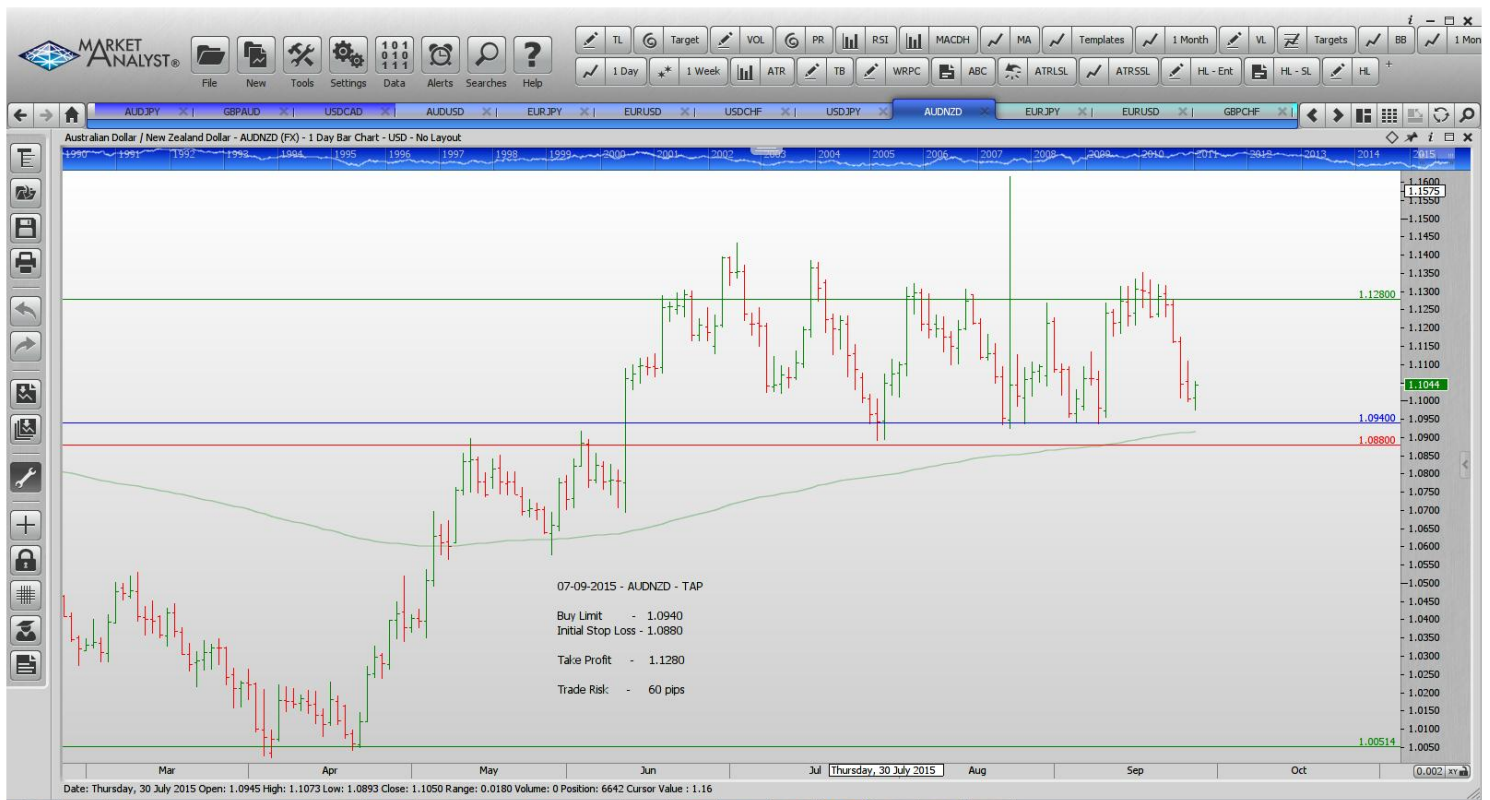 MARKET
ANALYST®
File
New
Tools
Settings
Data
Alerts
Searches
Help
TL
Target
VOL
PR
RSI
MACDH
MA
Templates
1 Month
VL
Targets
BB
1 Mon
1 Day
1 Week
ATR
TB
WRPC
ABC
ATRLSL
ATRSSL
HL - Ent
HL - SL
HL
AUDJPY
GBPAUD
USDCAD
AUDUSD
EURJPY
EURUSD
USDCHF
USDJPY
AUDNZD
EURJPY
EURUSD
GBPCHF
Australian Dollar / New Zealand Dollar - AUDNZD (FX) - 1 Day Bar Chart - USD - No Layout
1990 1991 1992 1993 1994 1995 1996 1997 1998 1999 2000 2001 2002 2003 2004 2005 2006 2007 2008 2009 2010 2011 2012 2013 2014 2015
1.1600
1.1575
1.1550
1.1500
1.1450
1.1400
1.1350
1.1300
1.12800
1.1250
1.1200
1.1150
1.1100
1.1044
1.1000
1.09400
1.0950
1.0900
1.08800
1.0850
1.0800
1.0750
1.0700
1.0650
1.0600
1.0550
1.0500
1.0450
1.0400
1.0350
1.0300
1.0250
1.0200
1.0150
1.0100
1.00514
1.0050
07-09-2015 - AUDNZD - TAP
Buy Limit - 1.0940
Initial Stop Loss - 1.0880
Take Profit - 1.1280
Trade Risk - 60 pips
Mar Apr May Jun Jul Thursday, 30 July 2015 Aug Sep Oct
0.002 XY
Date: Thursday, 30 July 2015 Open: 1.0945 High: 1.1073 Low: 1.0893 Close: 1.1050 Range: 0.0180 Volume: 0 Position: 6642 Cursor Value : 1.16